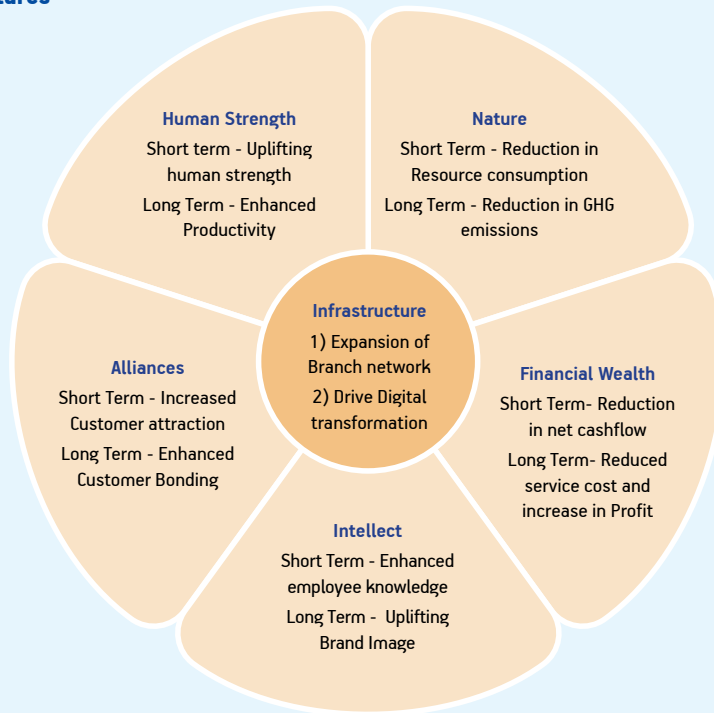 Human Strength
Short term - Uplifting
human strength
Long Term - Enhanced
Productivity
Nature
Short Term - Reduction in
Resource consumption
Long Term - Reduction in GHG
emissions
Infrastructure
1) Expansion of
Branch network
2) Drive Digital
transformation
Alliances
Short Term - Increased
Customer attraction
Long Term - Enhanced
Customer Bonding
Financial Wealth
Short Term- Reduction
in net cashflow
Long Term- Reduced
service cost and
increase in Profit
Intellect
Short Term - Enhanced
employee knowledge
Long Term - Uplifting
Brand Image